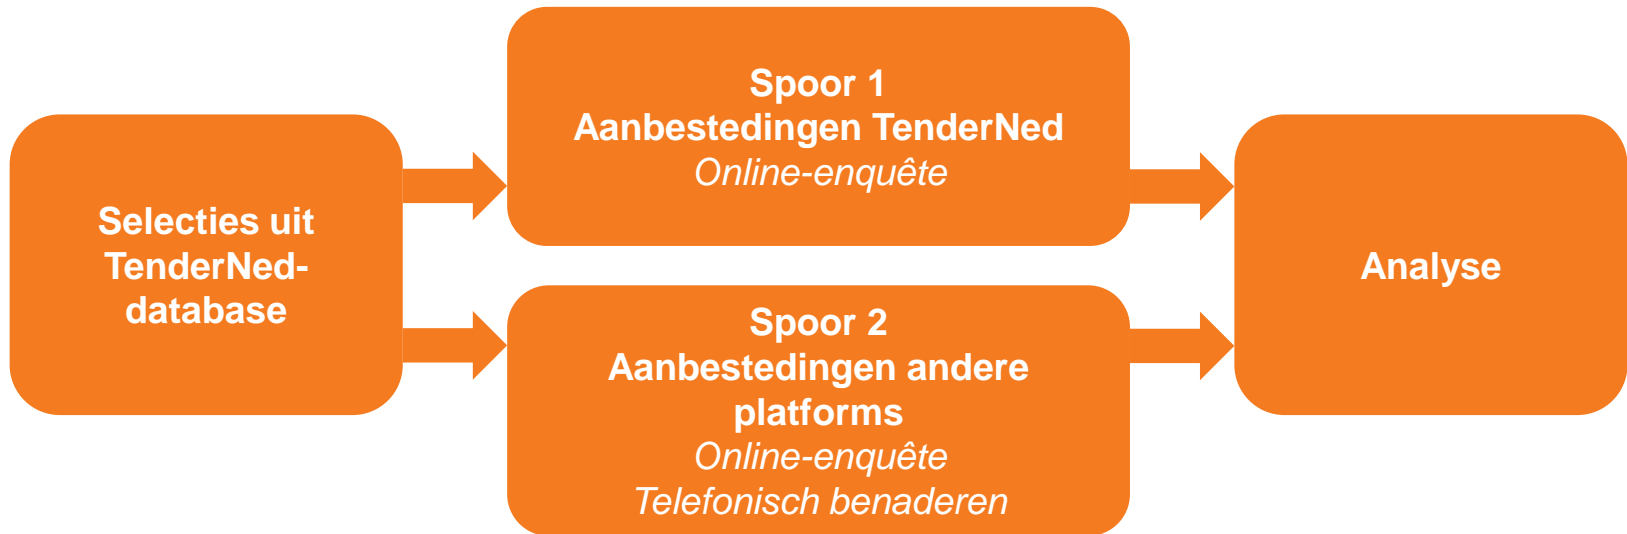 Selecties uit
TenderNed-
database
Spoor 1
Aanbestedingen TenderNed
Online-enquête
Spoor 2
Aanbestedingen andere
platforms
Online-enquête
Telefonisch benaderen
Analyse